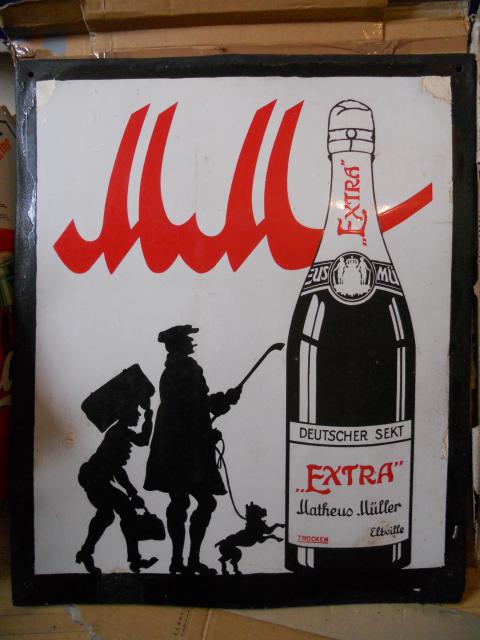 MM
„EXTRA”
EUS MÜ
DEUTSCHER SEKT
„EXTRA”
Matheus Müller
Eltville
TROCKEN